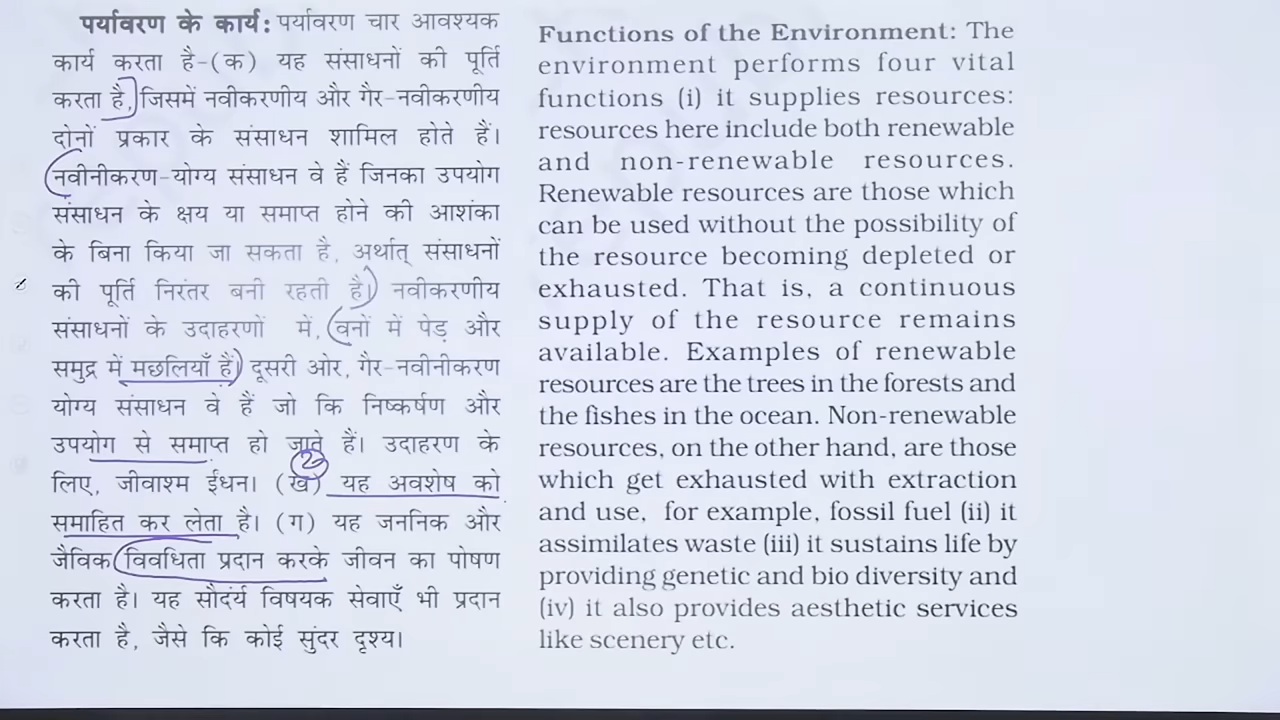 पर्यावरण के कार्य: पर्यावरण चार आवश्यक
कार्य करता है-(क) यह संसाधनों की पूर्ति
करता है, जिसमें नवीकरणीय और गैर-नवीकरणीय
दोनों प्रकार के संसाधन शामिल होते हैं।
नवीनीकरण-योग्य संसाधन वे हैं जिनका उपयोग
संसाधन के क्षय या समाप्त होने की आशंका
के बिना किया जा सकता है, अर्थात् संसाधनों
की पूर्ति निरंतर बनी रहती है। नवीकरणीय
संसाधनों के उदाहरणों में, वनों में पेड़ और
समुद्र में मछलियाँ हैं। दूसरी ओर, गैर-नवीनीकरण
योग्य संसाधन वे हैं जो कि निष्कर्षण और
उपयोग से समाप्त हो जाते हैं। उदाहरण के
2
लिए, जीवाश्म ईंधन। (ख) यह अवशेष को
समाहित कर लेता है। (ग) यह जननिक और
जैविक विवधिता प्रदान करके जीवन का पोषण
करता है। यह सौदंर्य विषयक सेवाएँ भी प्रदान
करता है, जैसे कि कोई सुंदर दृश्य।
Functions of the Environment: The
environment performs four vital
functions (i) it supplies resources:
resources here include both renewable
and non-renewable resources.
Renewable resources are those which
can be used without the possibility of
the resource becoming depleted or
exhausted. That is, a continuous
supply of the resource remains
available. Examples of renewable
resources are the trees in the forests and
the fishes in the ocean. Non-renewable
resources, on the other hand, are those
which get exhausted with extraction
and use, for example, fossil fuel (ii) it
assimilates waste (iii) it sustains life by
providing genetic and bio diversity and
(iv) it also provides aesthetic services
like scenery etc.